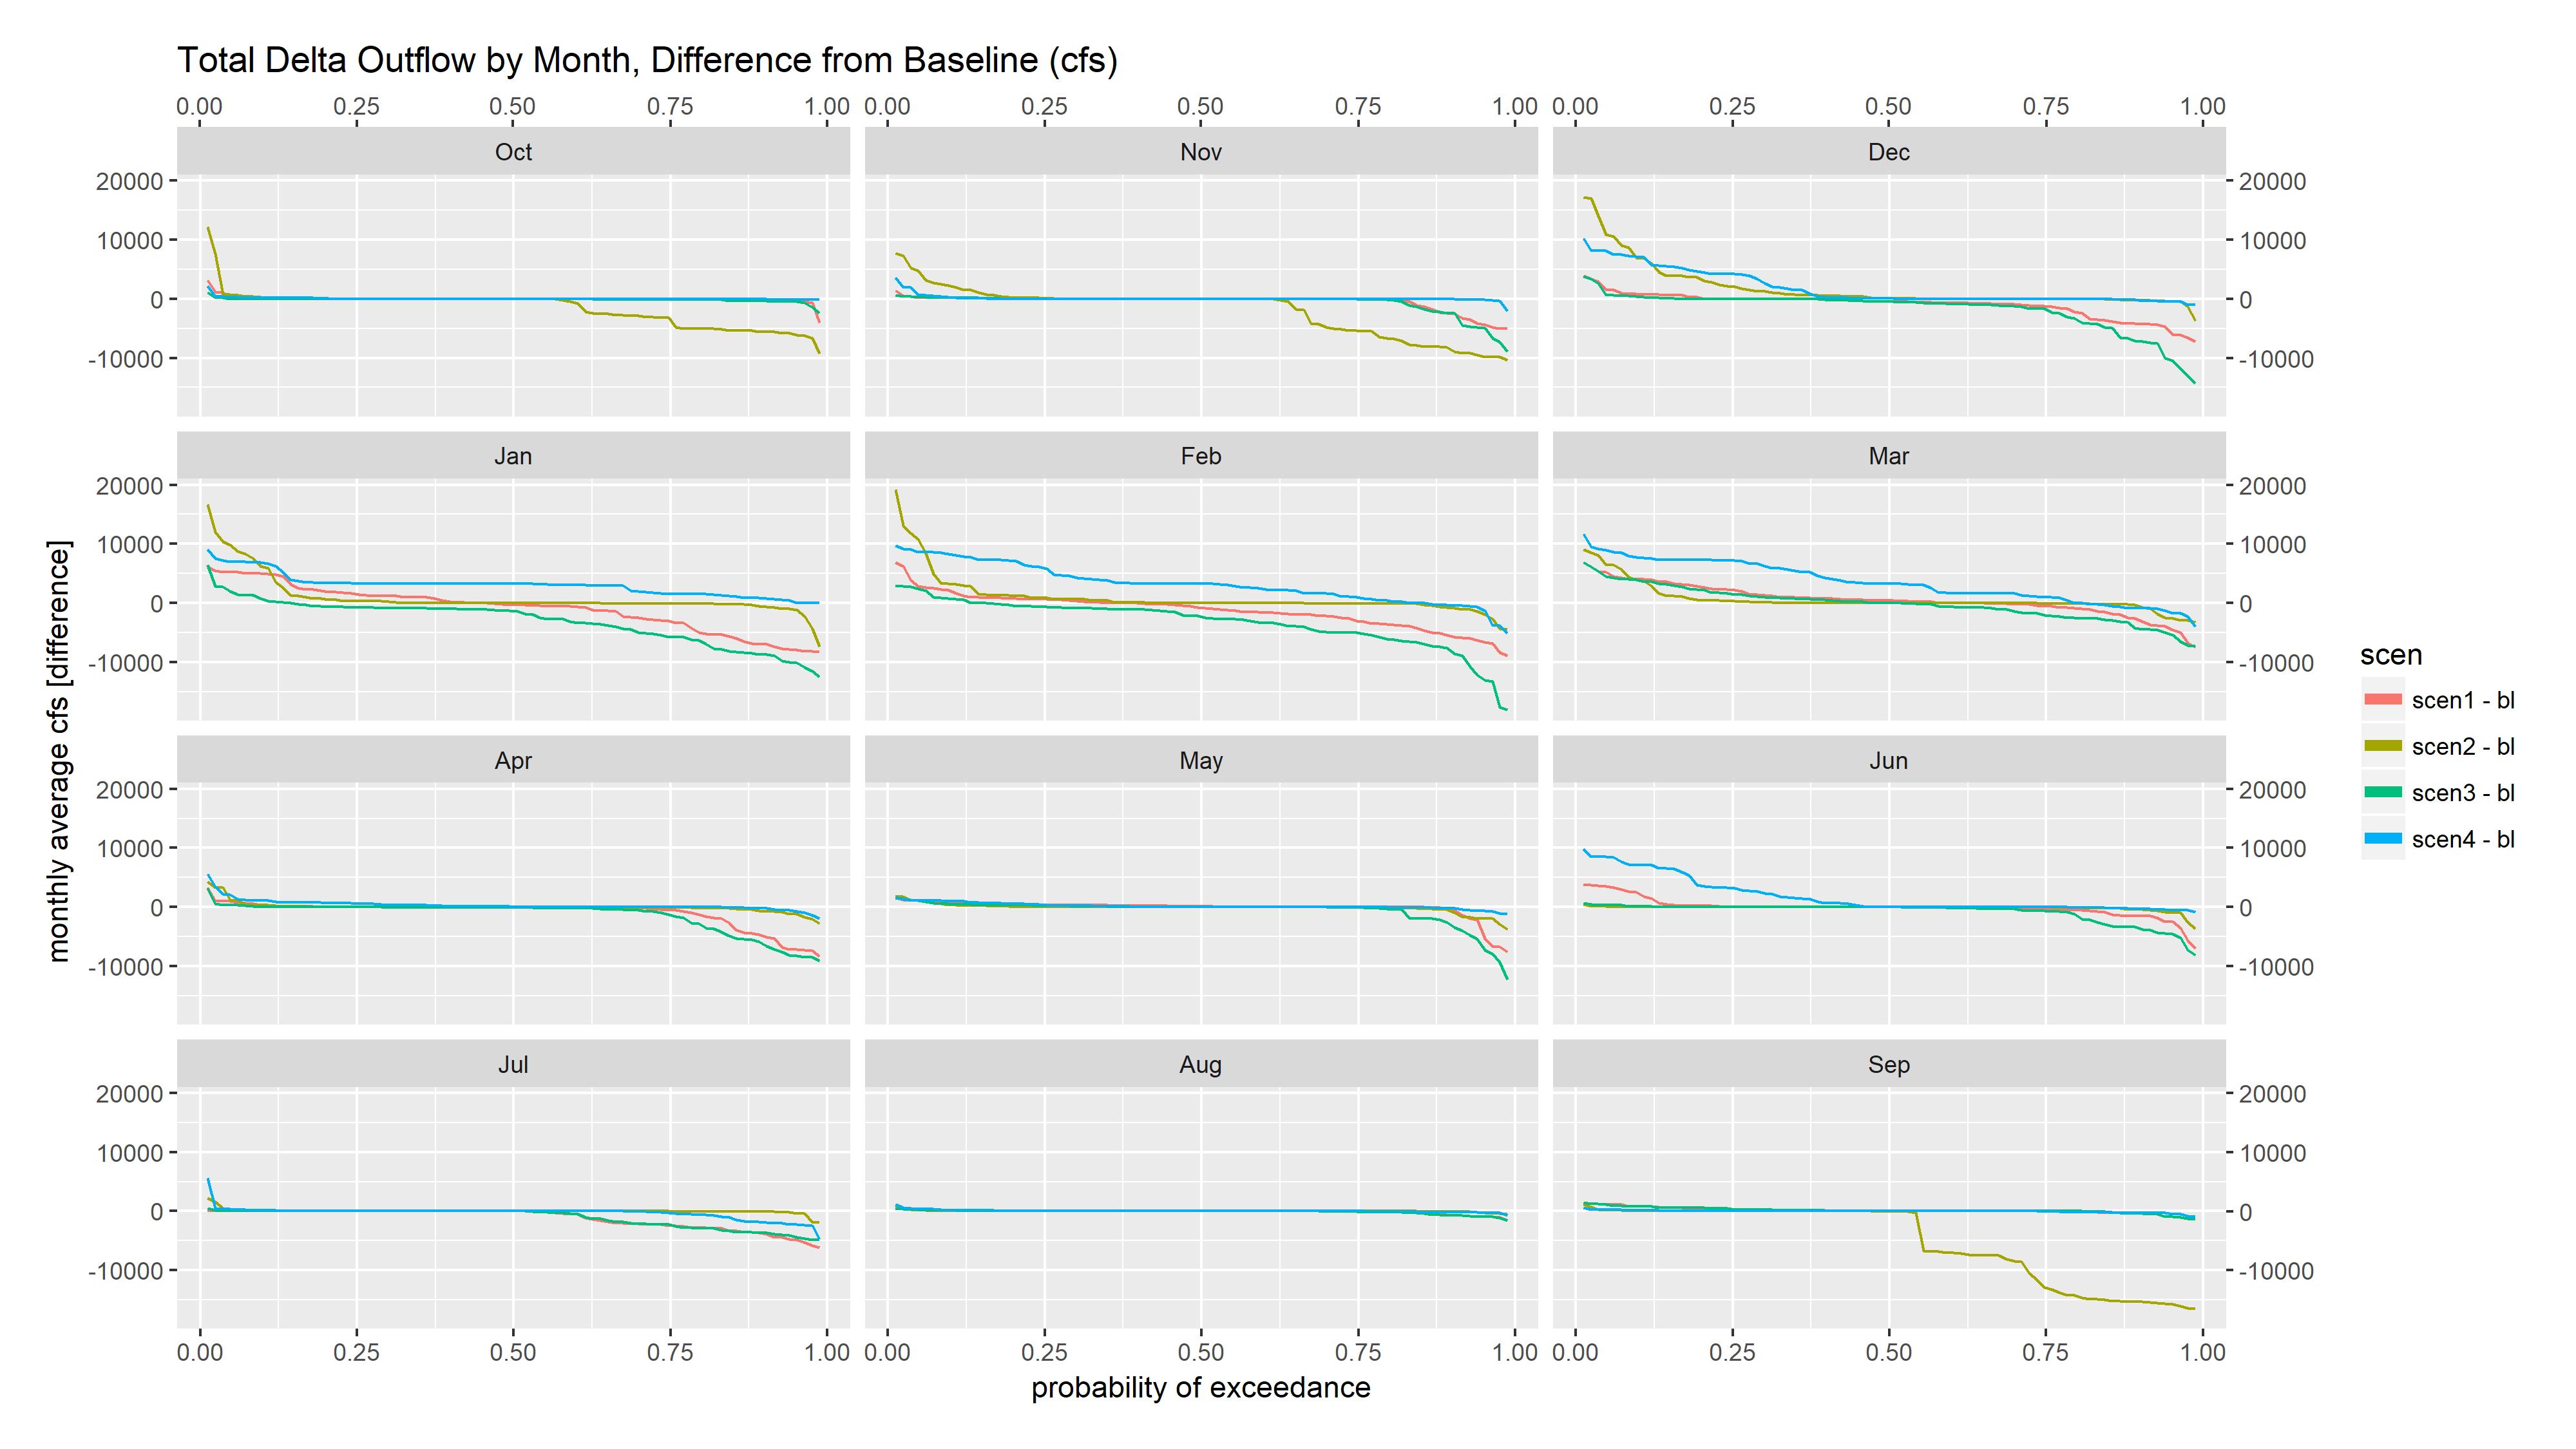 Total Delta Outflow by Month, Difference from Baseline (cfs)
0.00 0.25 0.50 0.75 1.00 0.00 0.25 0.50 0.75 1.00 0.00 0.25 0.50 0.75 1.00
Oct Nov Dec
20000 20000
10000 10000
0 0
-10000 -10000
Jan Feb Mar
20000 20000
10000 10000
0 0
-10000 -10000
monthly average cfs [difference]
scen
scen1 - bl
scen2 - bl
scen3 - bl
scen4 - bl
Apr May Jun
20000 20000
10000 10000
0 0
-10000 -10000
Jul Aug Sep
20000 20000
10000 10000
0 0
-10000 -10000
0.00 0.25 0.50 0.75 1.00 0.00 0.25 0.50 0.75 1.00 0.00 0.25 0.50 0.75 1.00
probability of exceedance